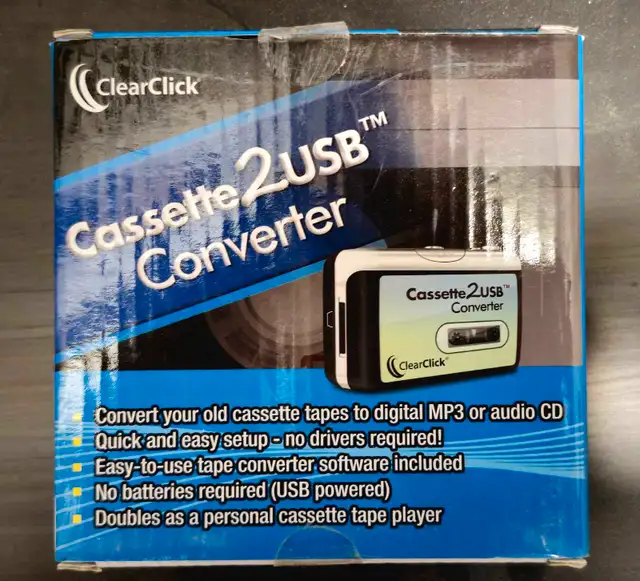 ClearClick
Cassette2USB™
Converter
Cassette2USB™
Converter
ClearClick®
Convert your old cassette tapes to digital MP3 or audio CD
Quick and easy setup - no drivers required!
Easy-to-use tape converter software included
No batteries required (USB powered)
Doubles as a personal cassette tape player